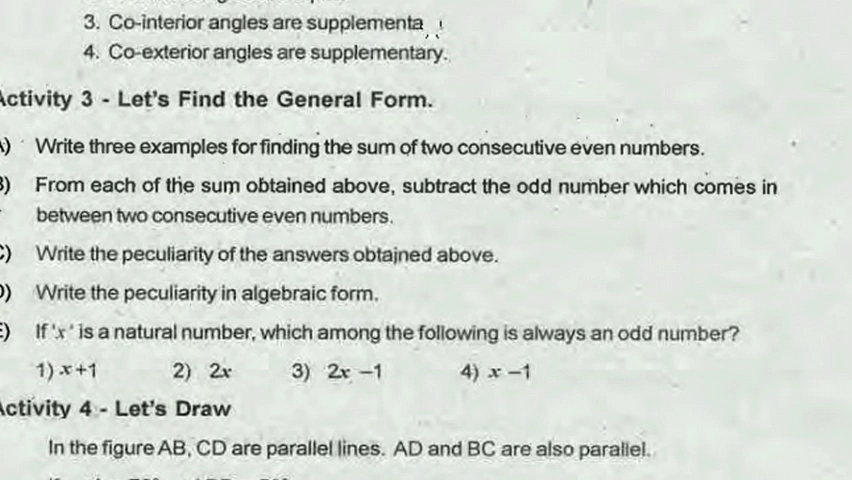 3. Co-interior angles are supplementa
4. Co-exterior angles are supplementary.
Activity 3 - Let's Find the General Form.
A) Write three examples for finding the sum of two consecutive even numbers.
B) From each of the sum obtained above, subtract the odd number which comes in
between two consecutive even numbers.
C) Write the peculiarity of the answers obtained above.
D) Write the peculiarity in algebraic form.
E) If 'x' is a natural number, which among the following is always an odd number?
1) x+1 2) 2x 3) 2x –1 4) x –1
Activity 4 - Let's Draw
In the figure AB, CD are parallel lines. AD and BC are also parallel.